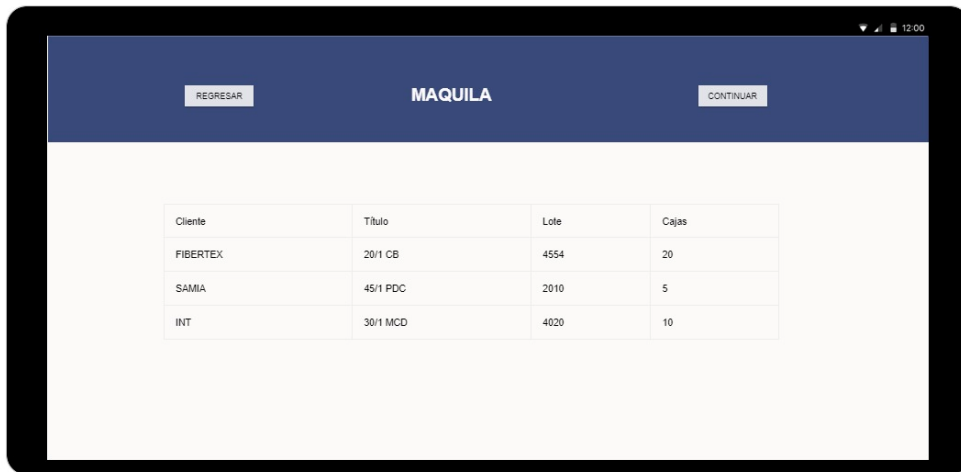 12:00
REGRESAR MAQUILA CONTINUAR
Cliente Título Lote Cajas
FIBERTEX 20/1 CB 4554 20
SAMIA 45/1 PDC 2010 5
INT 30/1 MCD 4020 10